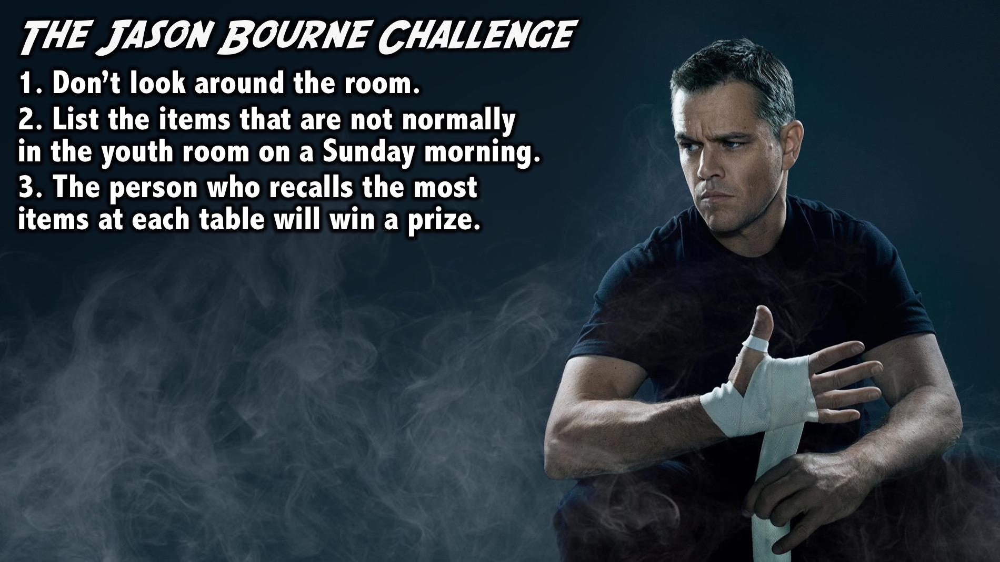 The Jason Bourne Challenge
1. Don’t look around the room.
2. List the items that are not normally
in the youth room on a Sunday morning.
3. The person who recalls the most
items at each table will win a prize.